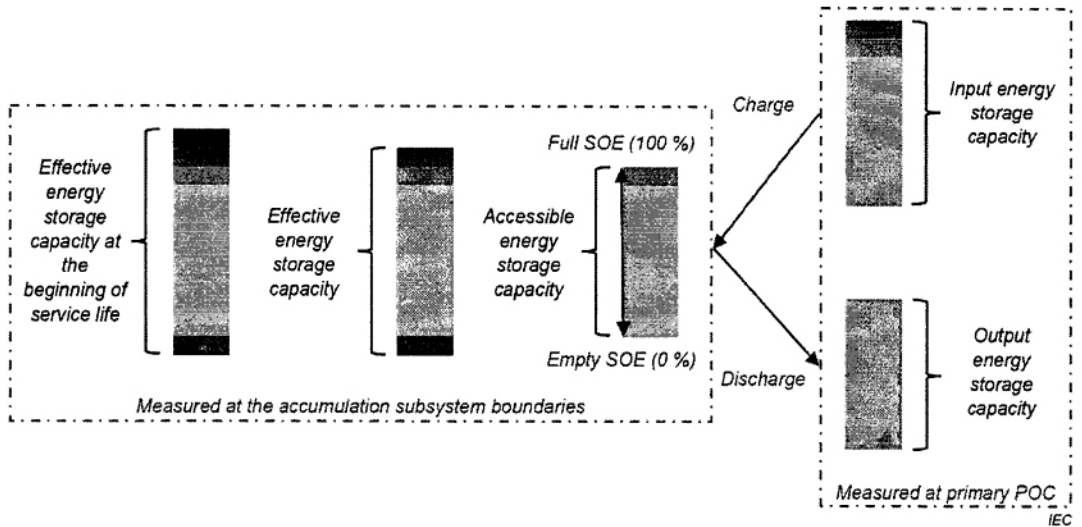 Effective
energy
storage
capacity at
the
beginning of
service life
Effective
energy
storage
capacity
Full SOE (100 %)
Accessible
energy
storage
capacity
Empty SOE (0 %)
Measured at the accumulation subsystem boundaries
Charge
Discharge
Input energy
storage
capacity
Output
energy
storage
capacity
Measured at primary POC
IEC